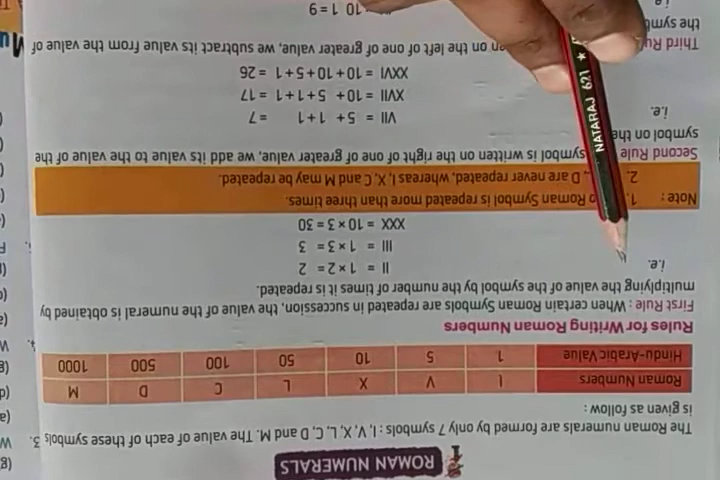 ROMAN NUMERALS
The Roman numerals are formed by only 7 symbols : I, V, X, L, C, D and M. The value of each of these symbols
is given as follow :
Roman Numbers I V X L C D M
Hindu-Arabic Value 1 5 10 50 100 500 1000
Rules for Writing Roman Numbers
First Rule : When certain Roman Symbols are repeated in succession, the value of the numeral is obtained by
multiplying the value of the symbol by the number of times it is repeated.
i.e. II = 1 × 2 = 2
III = 1 × 3 = 3
XXX = 10 × 3 = 30
Note : 1. Roman Symbol is repeated more than three times.
2. D are never repeated, whereas I, X, C and M may be repeated.
Second Rule symbol is written on the right of one of greater value, we add its value to the value of the
symbol on the
i.e. VII = 5 + 1 + 1 = 7
XVII = 10 + 5 + 1 + 1 = 17
XXVI = 10 + 10 + 5 + 1 = 26
Third on the left of one of greater value, we subtract its value from the value of
the
i.e. 10 1 = 9
NATARAJ 621
3.